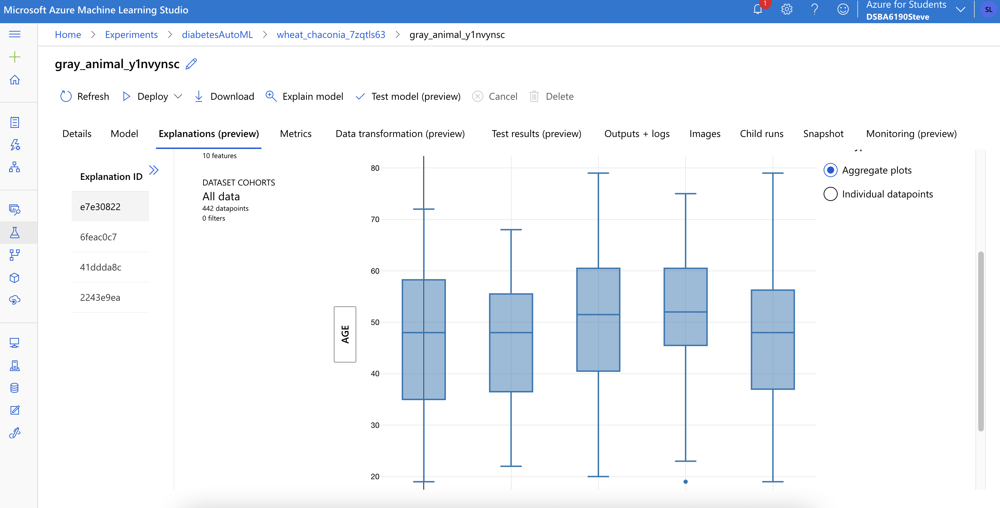 Microsoft Azure Machine Learning Studio
1
Azure for Students
DSBA6190Steve
SL
Home > Experiments > diabetesAutoML > wheat_chaconia_7zqtls63 > gray_animal_y1nvynsc
gray_animal_y1nvynsc
Refresh Deploy Download Explain model Test model (preview) Cancel Delete
Details Model Explanations (preview) Metrics Data transformation (preview) Test results (preview) Outputs + logs Images Child runs Snapshot Monitoring (preview)
Explanation ID
e7e30822
6feac0c7
41ddda8c
2243e9ea
10 features
DATASET COHORTS
All data
442 datapoints
0 filters
AGE
80
70
60
50
40
30
20
Aggregate plots
Individual datapoints